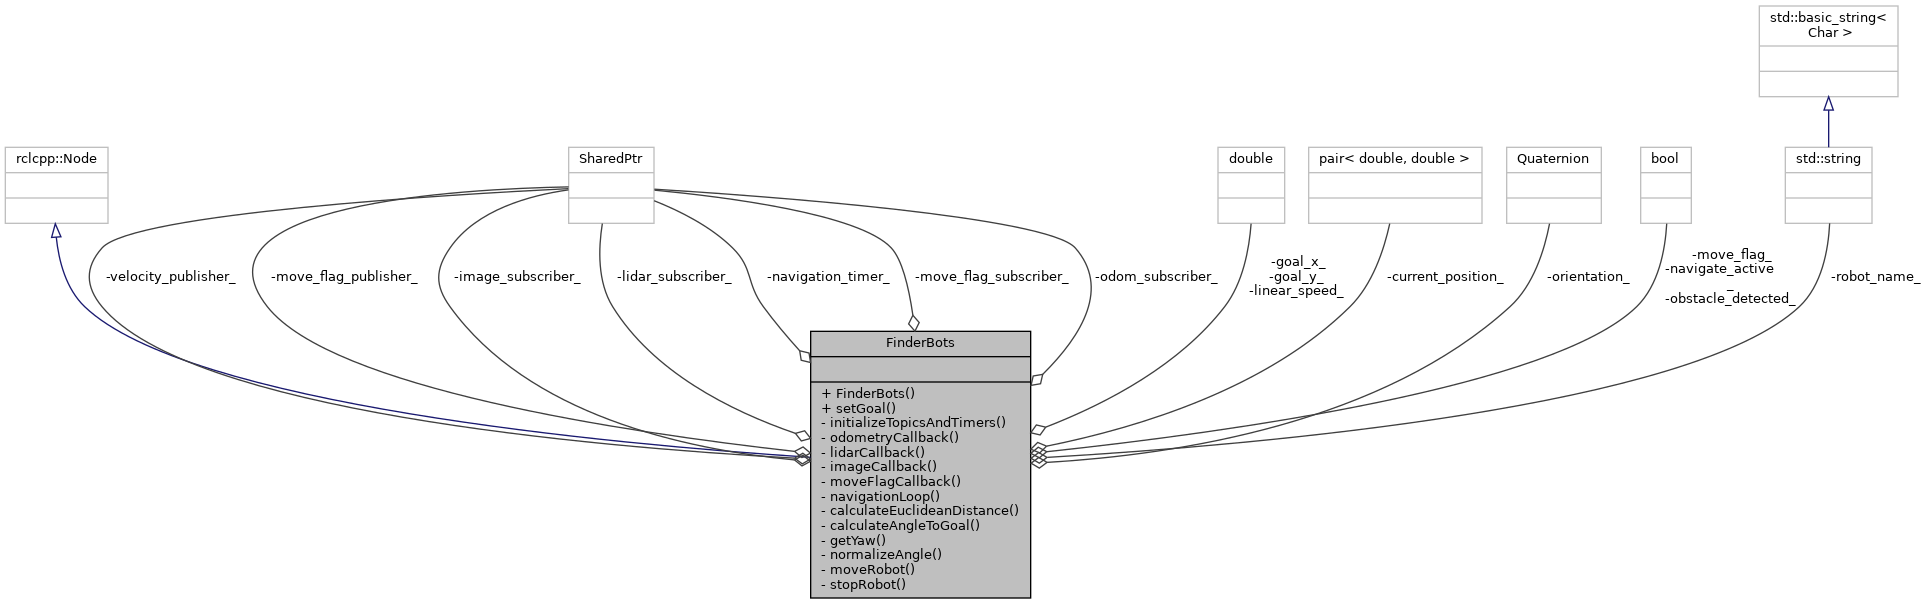 std::basic_string<
Char >
rclcpp::Node
SharedPtr
double
pair< double, double >
Quaternion
bool
std::string
-velocity_publisher_
-move_flag_publisher_
-image_subscriber_
-lidar_subscriber_
-navigation_timer_
-move_flag_subscriber_
-odom_subscriber_
-goal_x_
-goal_y_
-linear_speed_
-current_position_
-orientation_
-move_flag_
-navigate_active
_
-obstacle_detected_
-robot_name_
FinderBots
+ FinderBots()
+ setGoal()
- initializeTopicsAndTimers()
- odometryCallback()
- lidarCallback()
- imageCallback()
- moveFlagCallback()
- navigationLoop()
- calculateEuclideanDistance()
- calculateAngleToGoal()
- getYaw()
- normalizeAngle()
- moveRobot()
- stopRobot()